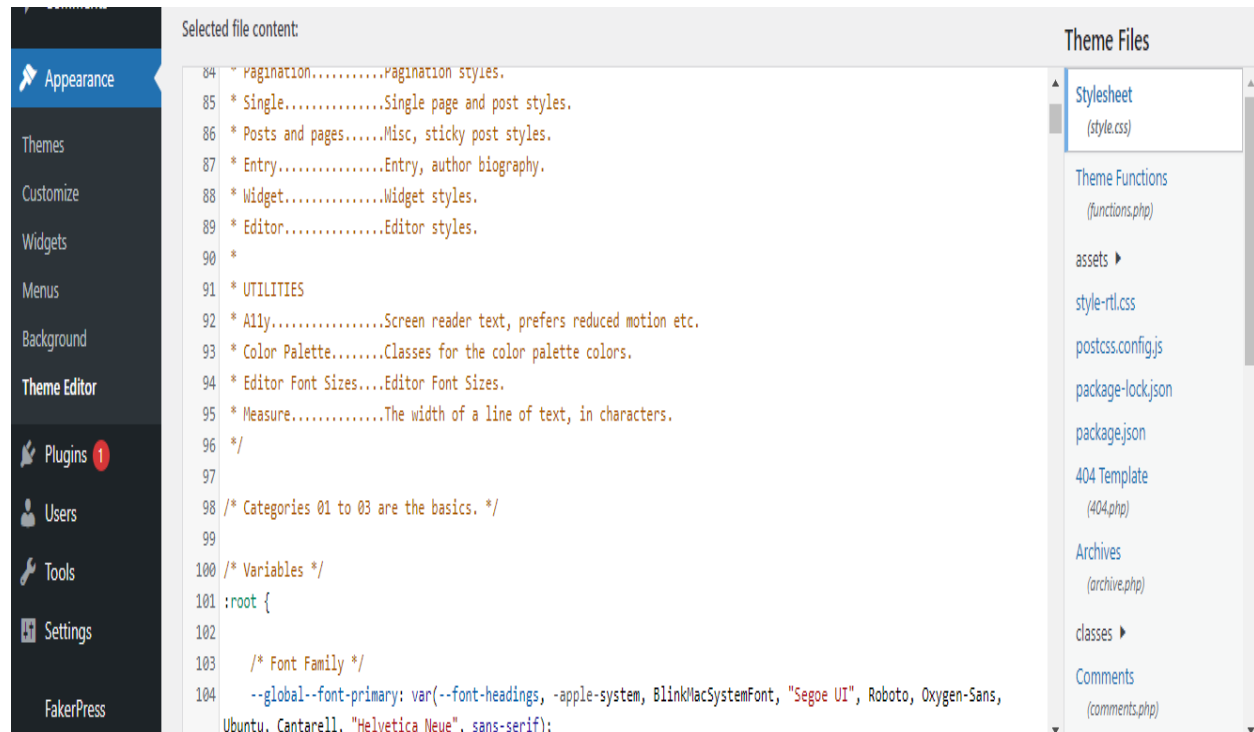 Comments
Appearance
Themes
Customize
Widgets
Menus
Background
Theme Editor
Plugins 1
Users
Tools
Settings
FakerPress
Selected file content:
84 * Pagination...........Pagination styles.
85 * Single...............Single page and post styles.
86 * Posts and pages......Misc, sticky post styles.
87 * Entry................Entry, author biography.
88 * Widget...............Widget styles.
89 * Editor...............Editor styles.
90 *
91 * UTILITIES
92 * A11y.................Screen reader text, prefers reduced motion etc.
93 * Color Palette........Classes for the color palette colors.
94 * Editor Font Sizes....Editor Font Sizes.
95 * Measure..............The width of a line of text, in characters.
96 */
97
98 /* Categories 01 to 03 are the basics. */
99
100 /* Variables */
101 :root {
102
103 /* Font Family */
104 --global--font-primary: var(--font-headings, -apple-system, BlinkMacSystemFont, "Segoe UI", Roboto, Oxygen-Sans,
Ubuntu, Cantarell, "Helvetica Neue", sans-serif);
Theme Files
Stylesheet
(style.css)
Theme Functions
(functions.php)
assets
style-rtl.css
postcss.config.js
package-lock.json
package.json
404 Template
(404.php)
Archives
(archive.php)
classes
Comments
(comments.php)